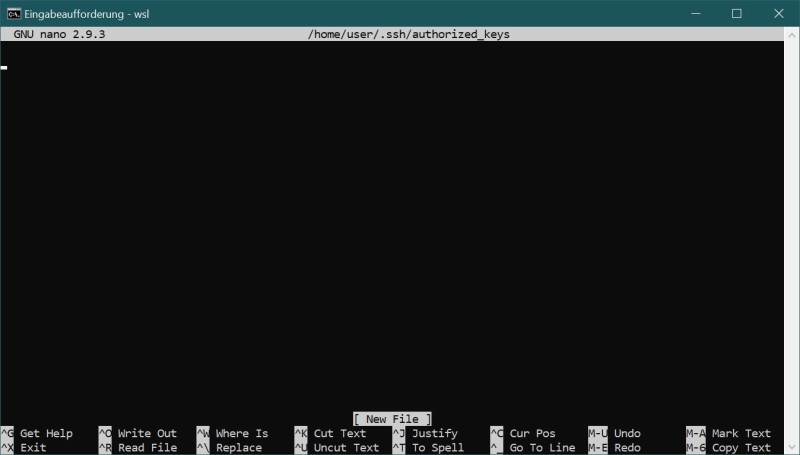 Eingabeaufforderung - wsl
GNU nano 2.9.3 /home/user/.ssh/authorized_keys
[ New File ]
^G Get Help ^O Write Out ^W Where Is ^K Cut Text ^J Justify ^C Cur Pos M-U Undo M-A Mark Text
^X Exit ^R Read File ^\ Replace ^U Uncut Text ^T To Spell ^_ Go To Line M-E Redo M-6 Copy Text